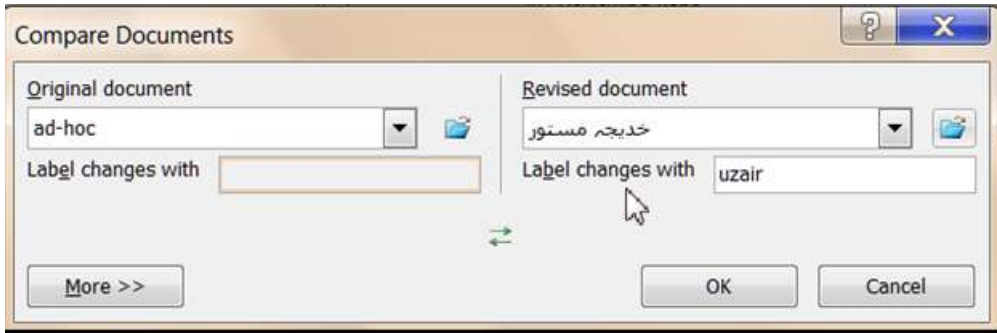 Compare Documents
Original document
Revised document
ad-hoc
خدیجہ مستور
Label changes with
Label changes with
uzair
More >>
OK
Cancel